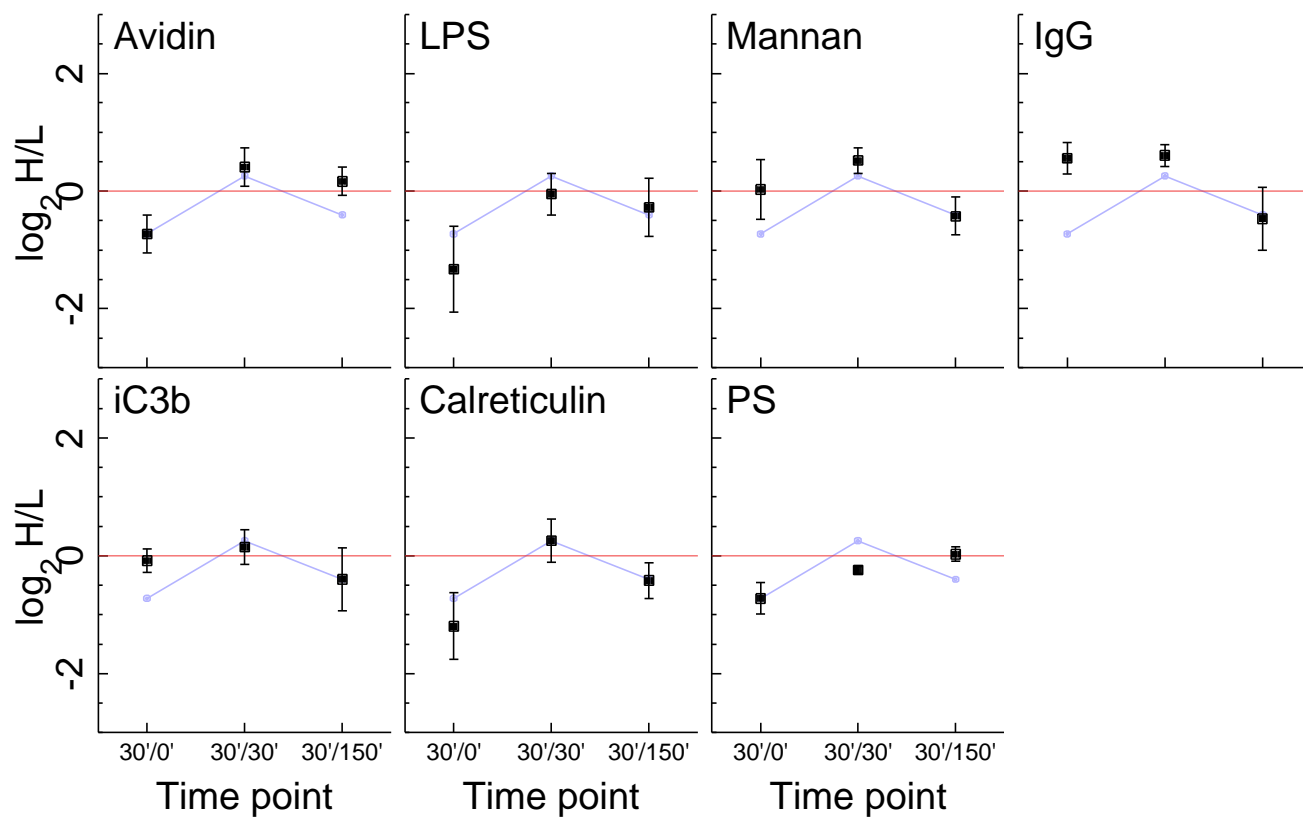 Avidin
LPS
Mannan
IgG
log2 H/L
2
0
-2
iC3b
Calreticulin
PS
log2 H/L
2
0
-2
30'/0' 30'/30' 30'/150'
30'/0' 30'/30' 30'/150'
30'/0' 30'/30' 30'/150'
Time point
Time point
Time point